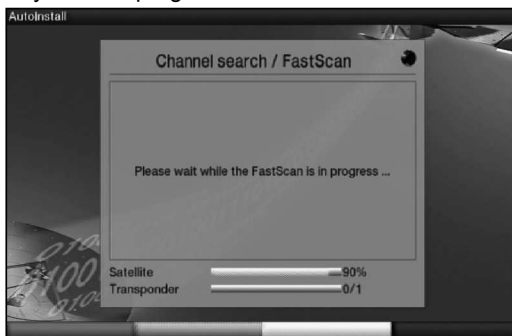 AutoInstall
Channel search / FastScan
Please wait while the FastScan is in progress ...
Satellite 90%
Transponder 0/1